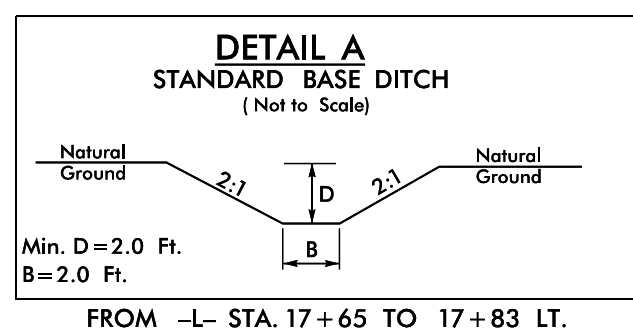 DETAIL A
STANDARD BASE DITCH
( Not to Scale)
Natural
Ground
2:1
D
2:1
Natural
Ground
B
Min. D=2.0 Ft.
B=2.0 Ft.
FROM -L- STA. 17+65 TO 17+83 LT.